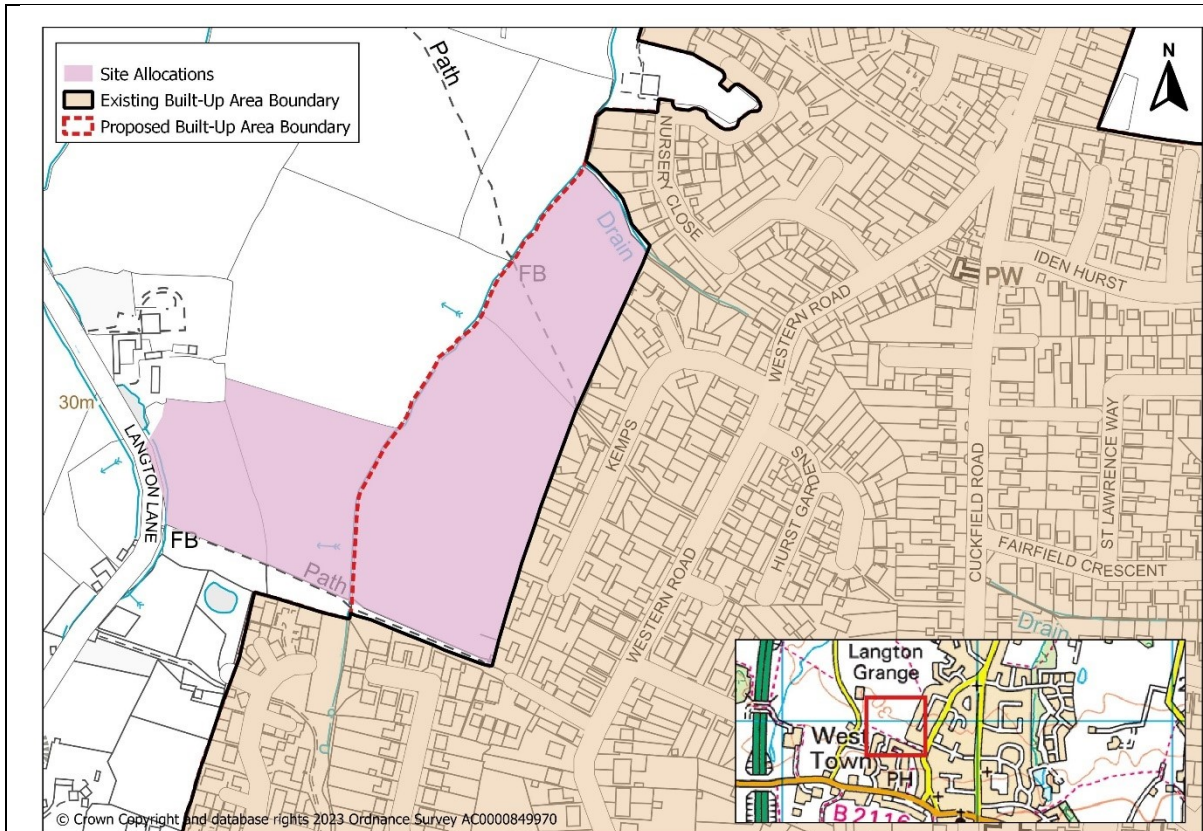 Site Allocations
Existing Built-Up Area Boundary
Proposed Built-Up Area Boundary
N
Path
NURSERY CLOSE
Drain
FB
PW
IDEN HURST
WESTERN ROAD
30m
LANGTON LANE
KEMPS
HURST GARDENS
CUCKFIELD ROAD
ST LAWRENCE WAY
FB
Path
FAIRFIELD CRESCENT
WESTERN ROAD
Drain
Langton
Grange
30
West
Town
PH
B 2116
© Crown Copyright and database rights 2023 Ordnance Survey AC0000849970